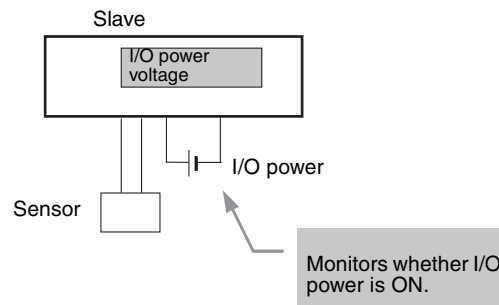 Slave
I/O power
voltage
I/O power
Sensor
Monitors whether I/O
power is ON.